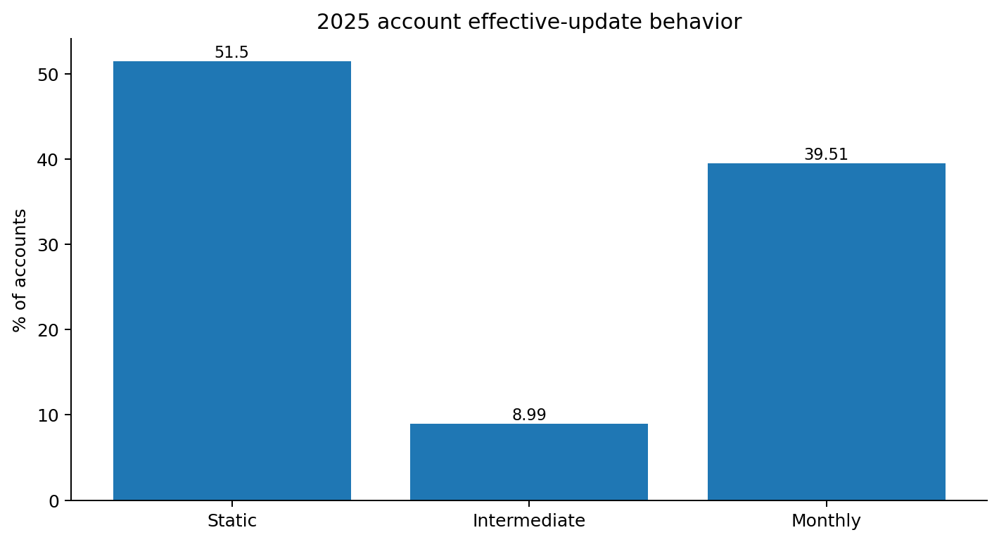 2025 account effective-update behavior
51.5
39.51
8.99
% of accounts
50
40
30
20
10
0
Static
Intermediate
Monthly